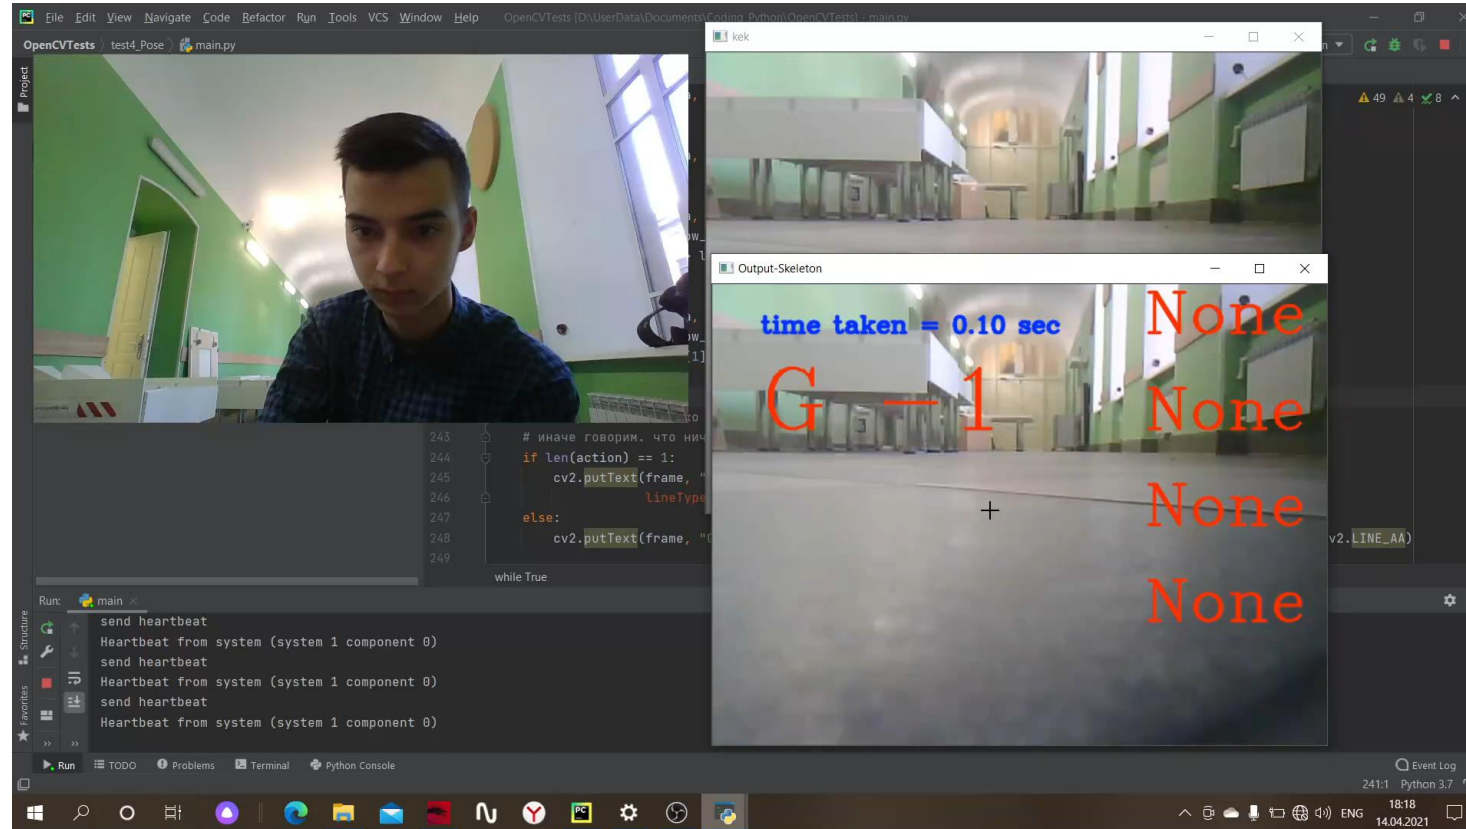 File Edit View Navigate Code Refactor Run Tools VCS Window Help OpenCVTests [D:\UserData\Documents\Coding_Python\OpenCVTests] - main.py
OpenCVTests test4_Pose main.py
kek
Project
49 4 8
Output-Skeleton
time taken = 0.10 sec
G -1
None
None
None
None
243 # иначе говорим. что нич
244 if len(action) == 1:
245 cv2.putText(frame, "
246 lineType
247 else:
248 cv2.putText(frame, "G v2.LINE_AA)
249
while True
Run: main
send heartbeat
Heartbeat from system (system 1 component 0)
send heartbeat
Heartbeat from system (system 1 component 0)
send heartbeat
Heartbeat from system (system 1 component 0)
Structure
Favorites
Run TODO Problems Terminal Python Console Event Log
241:1 Python 3.7
ENG
18:18
14.04.2021